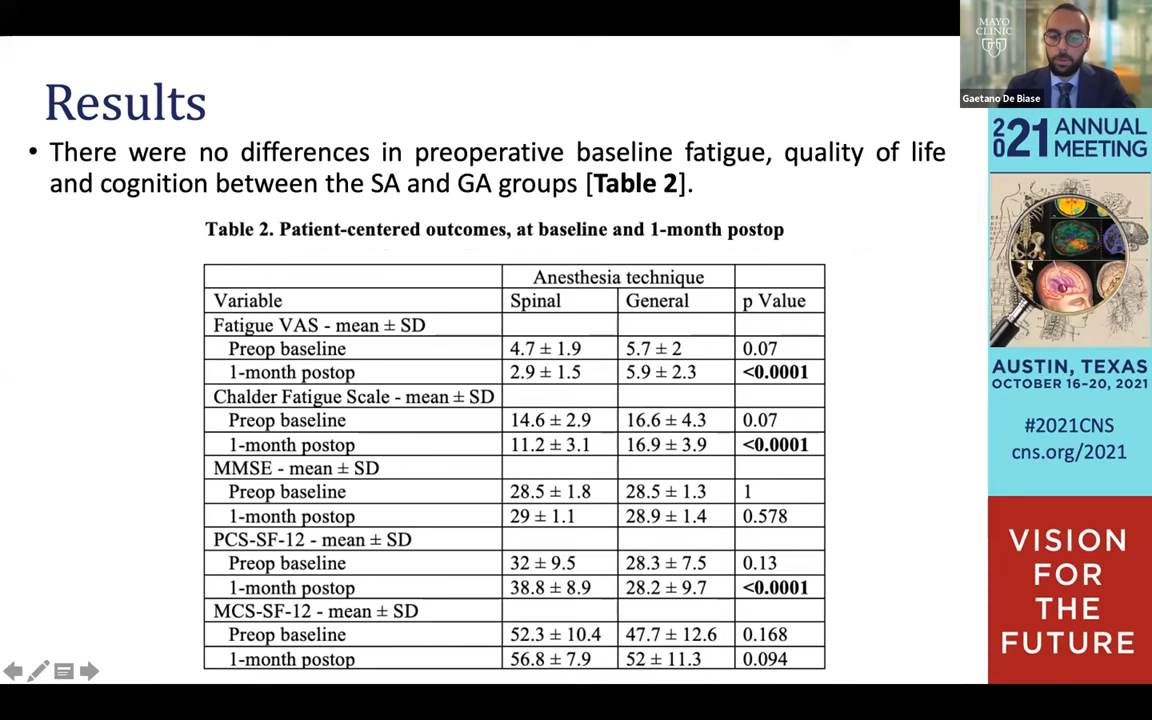 Results
• There were no differences in preoperative baseline fatigue, quality of life
and cognition between the SA and GA groups [Table 2].
Table 2. Patient-centered outcomes, at baseline and 1-month postop
Anesthesia technique
Variable Spinal General p Value
Fatigue VAS - mean ± SD
Preop baseline 4.7 ± 1.9 5.7 ± 2 0.07
1-month postop 2.9 ± 1.5 5.9 ± 2.3 <0.0001
Chalder Fatigue Scale - mean ± SD
Preop baseline 14.6 ± 2.9 16.6 ± 4.3 0.07
1-month postop 11.2 ± 3.1 16.9 ± 3.9 <0.0001
MMSE - mean ± SD
Preop baseline 28.5 ± 1.8 28.5 ± 1.3 1
1-month postop 29 ± 1.1 28.9 ± 1.4 0.578
PCS-SF-12 - mean ± SD
Preop baseline 32 ± 9.5 28.3 ± 7.5 0.13
1-month postop 38.8 ± 8.9 28.2 ± 9.7 <0.0001
MCS-SF-12 - mean ± SD
Preop baseline 52.3 ± 10.4 47.7 ± 12.6 0.168
1-month postop 56.8 ± 7.9 52 ± 11.3 0.094
MAYO
CLINIC
Gaetano De Biase
2021 ANNUAL
MEETING
AUSTIN, TEXAS
OCTOBER 16–20, 2021
#2021CNS
cns.org/2021
VISION
FOR
THE
FUTURE